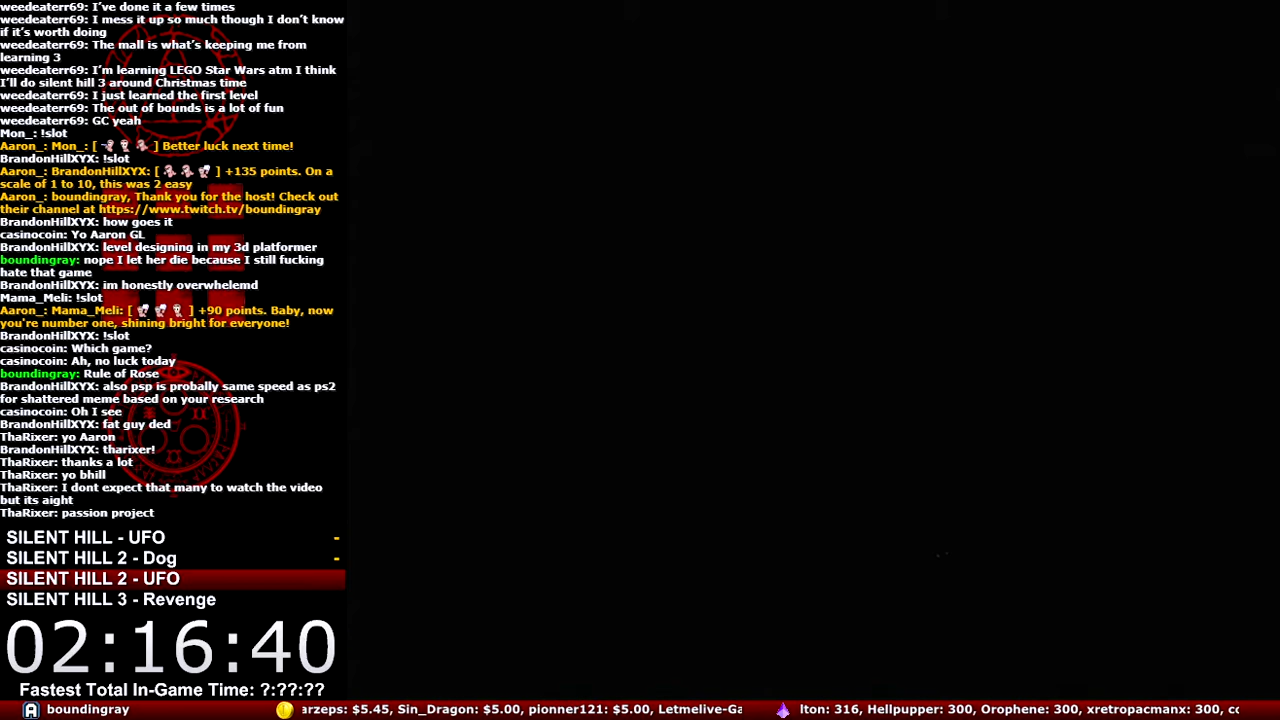 weedeaterr69: I've done it a few times
weedeaterr69: I mess it up so much though I don't know
if it's worth doing
weedeaterr69: The mall is what's keeping me from
learning 3
weedeaterr69: I'm learning LEGO Star Wars atm I think
I'll do silent hill 3 around Christmas time
weedeaterr69: I just learned the first level
weedeaterr69: The out of bounds is a lot of fun
weedeaterr69: GC yeah
Mon_: !slot
Aaron_: Mon_: [ ] Better luck next time!
BrandonHillXYX: !slot
Aaron_: BrandonHillXYX: [ ] +135 points. On a
scale of 1 to 10, this was 2 easy
Aaron_: boundingray, Thank you for the host! Check out
their channel at https://www.twitch.tv/boundingray
BrandonHillXYX: how goes it
casinocoin: Yo Aaron GL
BrandonHillXYX: level designing in my 3d platformer
boundingray: nope I let her die because I still fucking
hate that game
BrandonHillXYX: im honestly overwhelemd
Mama_Meli: !slot
Aaron_: Mama_Meli: [ ] +90 points. Baby, now
you're number one, shining bright for everyone!
BrandonHillXYX: !slot
casinocoin: Which game?
casinocoin: Ah, no luck today
boundingray: Rule of Rose
BrandonHillXYX: also psp is probally same speed as ps2
for shattered meme based on your research
casinocoin: Oh I see
BrandonHillXYX: fat guy ded
ThaRixer: yo Aaron
BrandonHillXYX: tharixer!
ThaRixer: thanks a lot
ThaRixer: yo bhill
ThaRixer: I dont expect that many to watch the video
but its aight
ThaRixer: passion project
SILENT HILL - UFO -
SILENT HILL 2 - Dog -
SILENT HILL 2 - UFO
SILENT HILL 3 - Revenge
02:16:40
Fastest Total In-Game Time: ?:??:??
boundingray arzeps: $5.45, Sin_Dragon: $5.00, pionner121: $5.00, Letmelive-Ga lton: 316, Hellpupper: 300, Orophene: 300, xretropacmanx: 300, cc